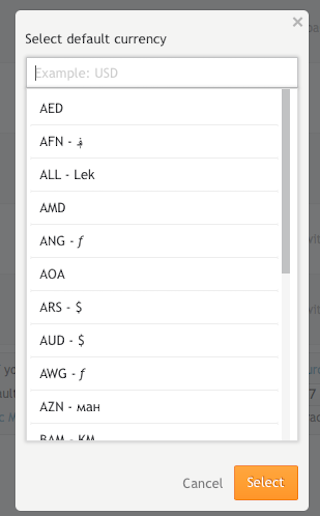 ×
Select default currency
Example: USD
AED
AFN - ؋
ALL - Lek
AMD
ANG - ƒ
AOA
ARS - $
AUD - $
AWG - ƒ
AZN - ман
BAM - KM
Cancel
Select